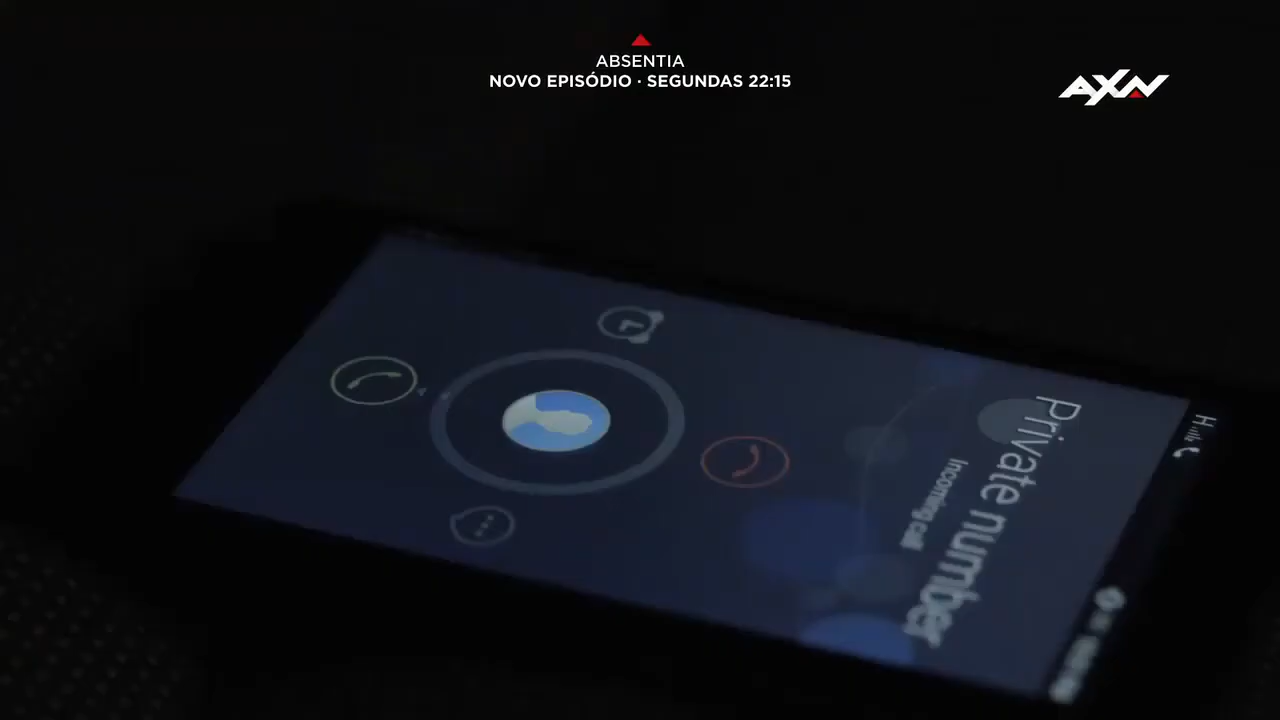 ABSENTIA
NOVO EPISÓDIO · SEGUNDAS 22:15
AXN
Private number
Incoming call